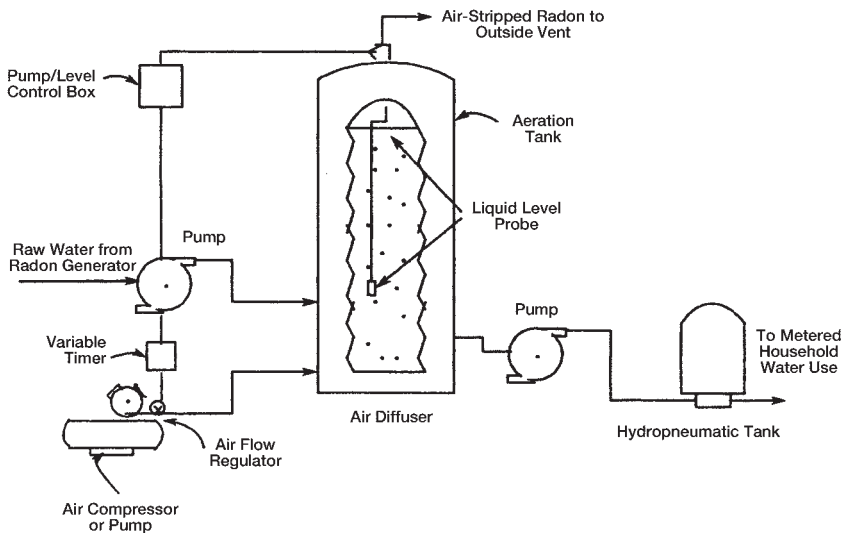 Air-Stripped Radon to
Outside Vent
Pump/Level
Control Box
Aeration
Tank
Liquid Level
Probe
Raw Water from
Radon Generator
Pump
Variable
Timer
Pump
To Metered
Household
Water Use
Air Diffuser
Air Flow
Regulator
Hydropneumatic Tank
Air Compressor
or Pump